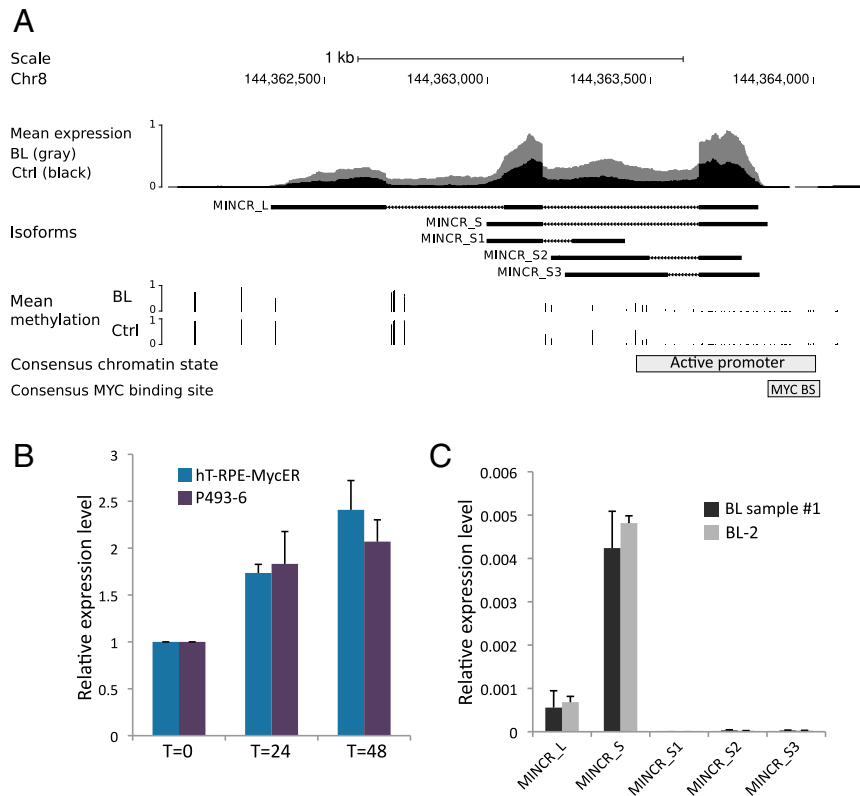 A
Scale
1 kb
Chr8
144,362,500
144,363,000
144,363,500
144,364,000
Mean expression
BL (gray)
Ctrl (black)
1
0
MINCR_L
MINCR_S
Isoforms
MINCR_S1
MINCR_S2
MINCR_S3
Mean
methylation
BL
1
0
Ctrl
1
0
Consensus chromatin state
Active promoter
Consensus MYC binding site
MYC BS
B
Relative expression level
3
2.5
2
1.5
1
0.5
0
hT-RPE-MycER
P493-6
T=0
T=24
T=48
C
Relative expression level
0.006
0.005
0.004
0.003
0.002
0.001
0
BL sample #1
BL-2
MINCR_L
MINCR_S
MINCR_S1
MINCR_S2
MINCR_S3